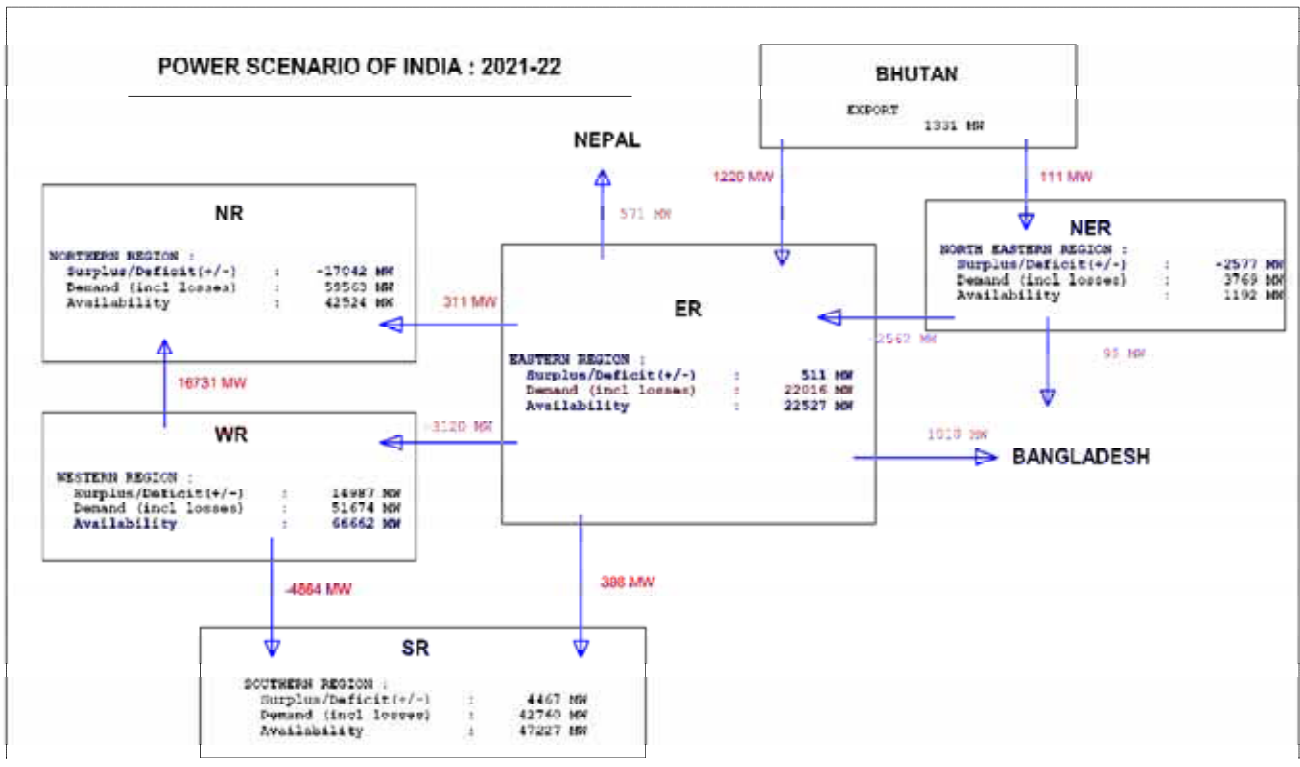 POWER SCENARIO OF INDIA : 2021-22
BHUTAN
EXPORT
1331 MW
NEPAL
1220 MW
111 MW
571 MW
NR
NORTHERN REGION :
Surplus/Deficit(+/-) : -17042 MW
Demand (incl losses) : MW
Availability : 42524 MW
NER
NORTH EASTERN REGION :
Surplus/Deficit(+/-) : -2577 MW
Demand (incl losses) : 3769 MW
Availability : 1192 MW
311 MW
ER
EASTERN REGION :
Surplus/Deficit(+/-) : 511 MW
Demand (incl losses) : 22016 MW
Availability : 22527 MW
MW
MW
16731 MW
-3120 MW
1010 MW
BANGLADESH
WR
WESTERN REGION :
Surplus/Deficit(+/-) : 14987 MW
Demand (incl losses) : 51674 MW
Availability : 66662 MW
-4864 MW
398 MW
SR
SOUTHERN REGION :
Surplus/Deficit(+/-) : 4467 MW
Demand (incl losses) : 42760 MW
Availability : 47227 MW